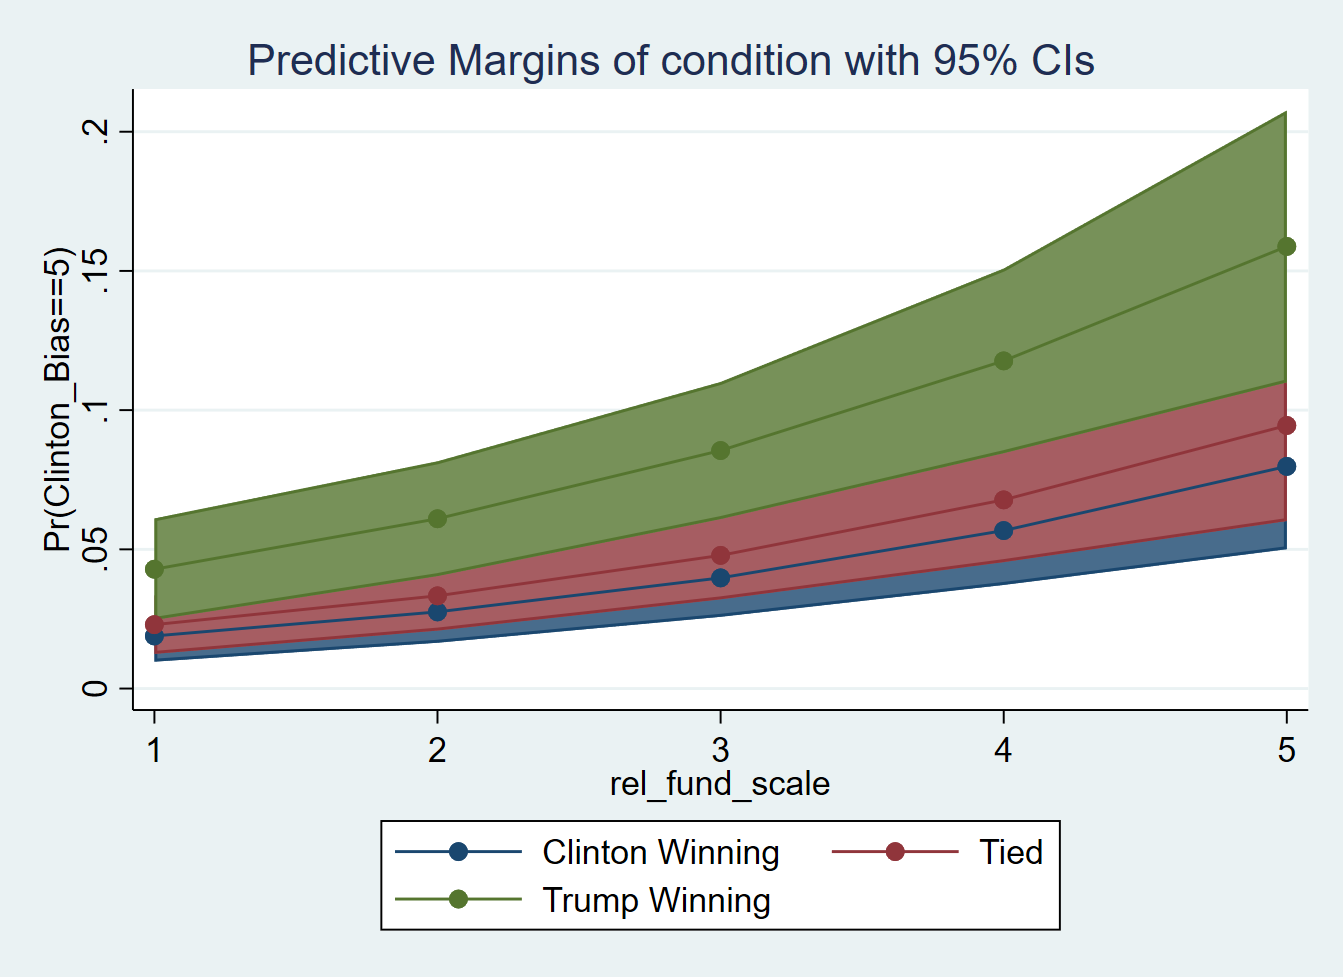 Predictive Margins of condition with 95% CIs
Pr(Clinton_Bias==5)
.2
.15
.1
.05
0
1 2 3 4 5
rel_fund_scale
Clinton Winning Tied
Trump Winning